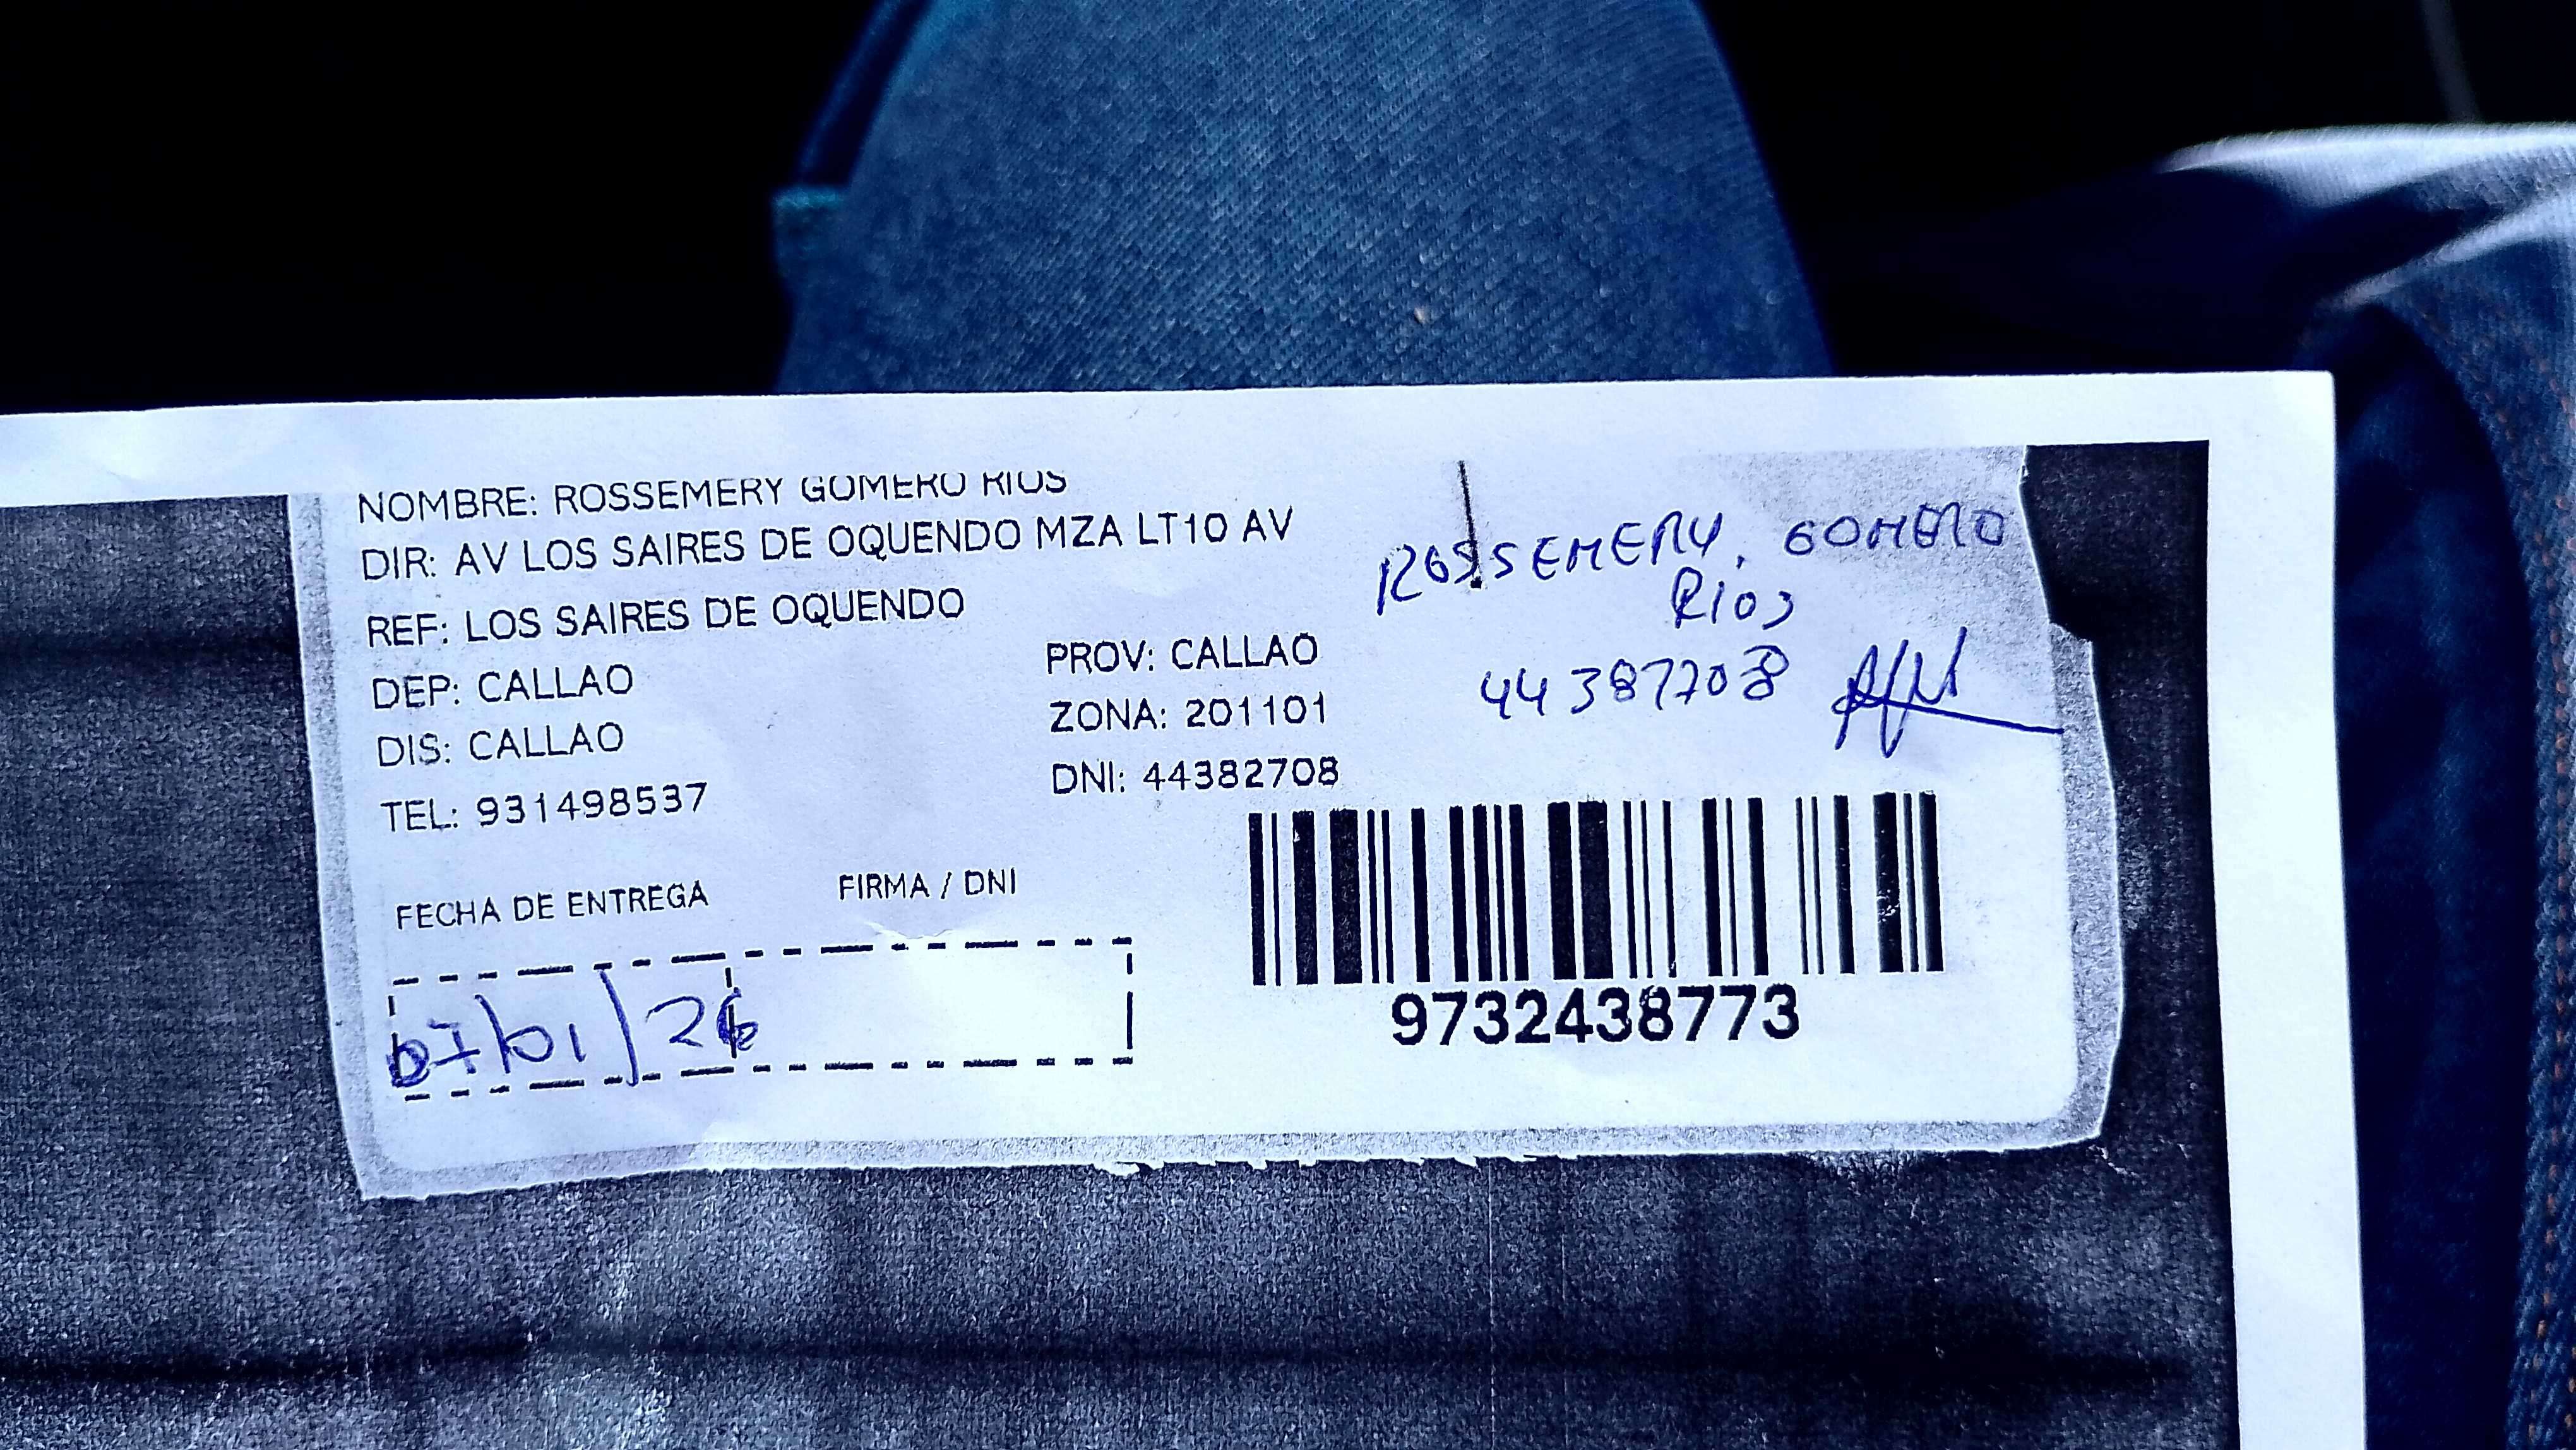 NOMBRE: ROSSEMERY GOMERO RIOS
DIR: AV LOS SAIRES DE OQUENDO MZA LT10 AV
REF: LOS SAIRES DE OQUENDO
DEP: CALLAO
PROV: CALLAO
DIS: CALLAO
ZONA: 201101
TEL: 931498537
DNI: 44382708
ROSSEMERY. GOMERO
RIOS
44387708
FECHA DE ENTREGA
FIRMA / DNI
07/01/26
9732438773